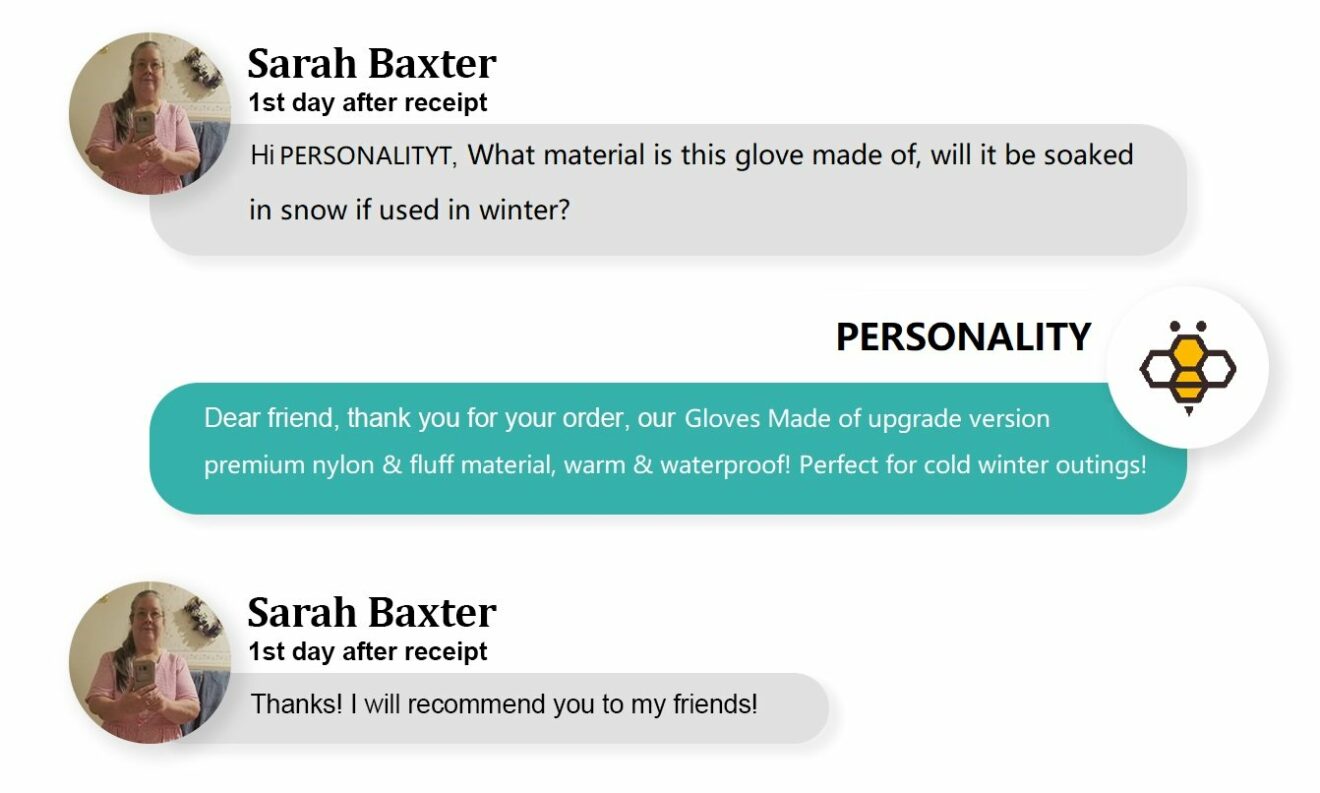 Sarah Baxter
1st day after receipt
Hi PERSONALITYT, What material is this glove made of, will it be soaked
in snow if used in winter?
PERSONALITY
Dear friend, thank you for your order, our Gloves Made of upgrade version
premium nylon & fluff material, warm & waterproof! Perfect for cold winter outings!
Sarah Baxter
1st day after receipt
Thanks! I will recommend you to my friends!